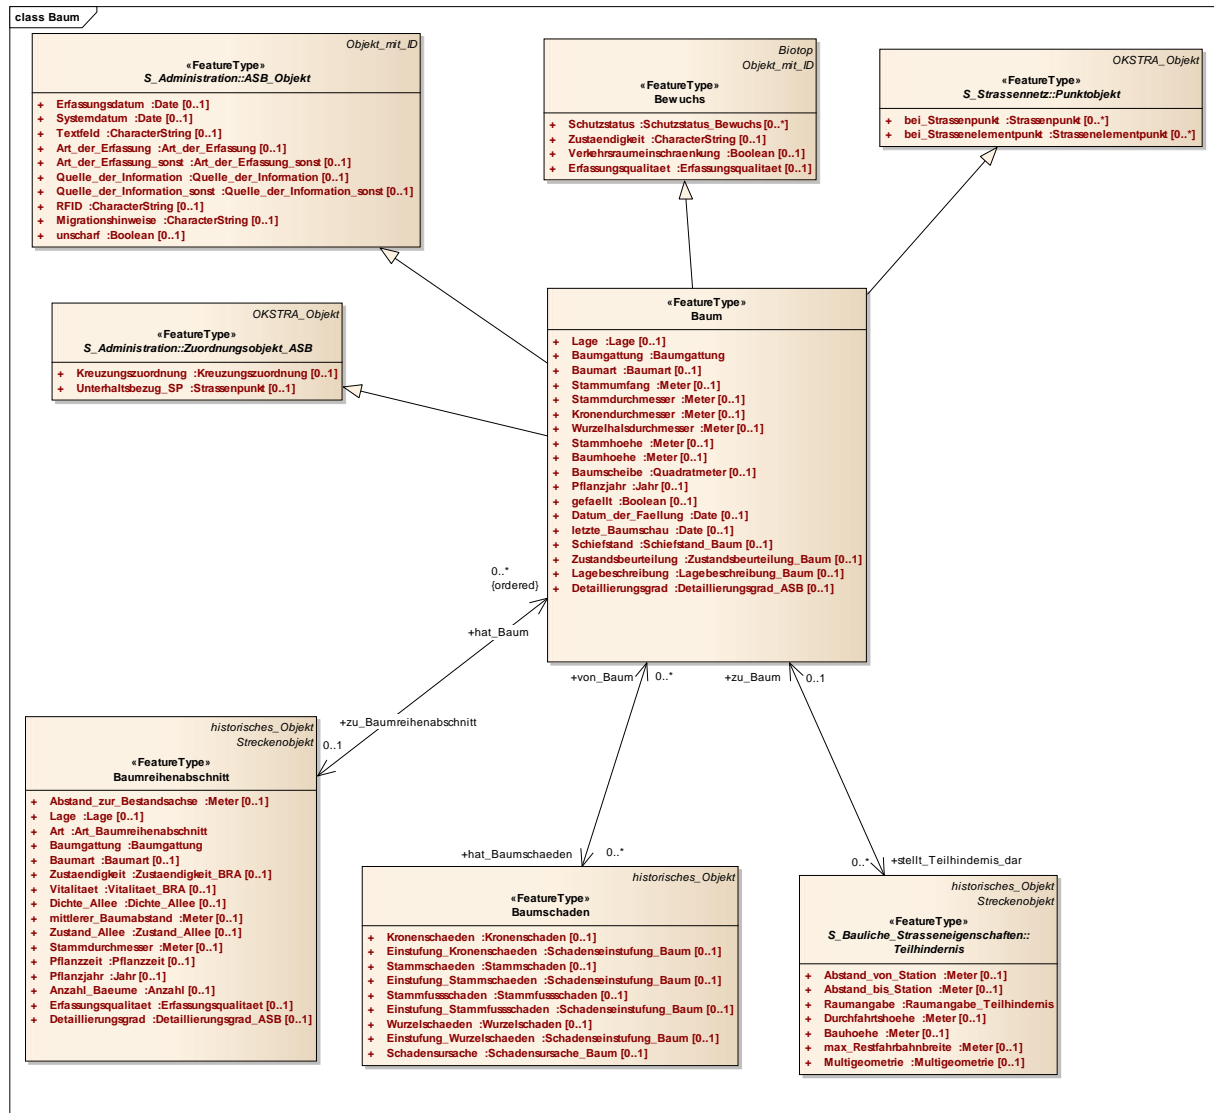 class Baum
Objekt_mit_ID
«FeatureType»
S_Administration::ASB_Objekt
+ Erfassungsdatum :Date [0..1]
+ Systemdatum :Date [0..1]
+ Textfeld :CharacterString [0..1]
+ Art_der_Erfassung :Art_der_Erfassung [0..1]
+ Art_der_Erfassung_sonst :Art_der_Erfassung_sonst [0..1]
+ Quelle_der_Information :Quelle_der_Information [0..1]
+ Quelle_der_Information_sonst :Quelle_der_Information_sonst [0..1]
+ RFID :CharacterString [0..1]
+ Migrationshinweise :CharacterString [0..1]
+ unscharf :Boolean [0..1]
Biotop
Objekt_mit_ID
«FeatureType»
Bewuchs
+ Schutzstatus :Schutzstatus_Bewuchs [0..*]
+ Zustaendigkeit :CharacterString [0..1]
+ Verkehrsraumeinschraenkung :Boolean [0..1]
+ Erfassungsqualitaet :Erfassungsqualitaet [0..1]
OKSTRA_Objekt
«FeatureType»
S_Strassennetz::Punktobjekt
+ bei_Strassenpunkt :Strassenpunkt [0..*]
+ bei_Strassenelementpunkt :Strassenelementpunkt [0..*]
OKSTRA_Objekt
«FeatureType»
S_Administration::Zuordnungsobjekt_ASB
+ Kreuzungszuordnung :Kreuzungszuordnung [0..1]
+ Unterhaltsbezug_SP :Strassenpunkt [0..1]
«FeatureType»
Baum
+ Lage :Lage [0..1]
+ Baumgattung :Baumgattung
+ Baumart :Baumart [0..1]
+ Stammumfang :Meter [0..1]
+ Stammdurchmesser :Meter [0..1]
+ Kronendurchmesser :Meter [0..1]
+ Wurzelhalsdurchmesser :Meter [0..1]
+ Stammhoehe :Meter [0..1]
+ Baumhoehe :Meter [0..1]
+ Baumscheibe :Quadratmeter [0..1]
+ Pflanzjahr :Jahr [0..1]
+ gefaellt :Boolean [0..1]
+ Datum_der_Faellung :Date [0..1]
+ letzte_Baumschau :Date [0..1]
+ Schiefstand :Schiefstand_Baum [0..1]
+ Zustandsbeurteilung :Zustandsbeurteilung_Baum [0..1]
+ Lagebeschreibung :Lagebeschreibung_Baum [0..1]
+ Detaillierungsgrad :Detaillierungsgrad_ASB [0..1]
0..*
{ordered}
+hat_Baum
+zu_Baumreihenabschnitt
0..1
+von_Baum
0..*
+zu_Baum
0..1
+hat_Baumschaeden
0..*
0..*
+stellt_Teilhindernis_dar
historisches_Objekt
Streckenobjekt
«FeatureType»
Baumreihenabschnitt
+ Abstand_zur_Bestandsachse :Meter [0..1]
+ Lage :Lage [0..1]
+ Art :Art_Baumreihenabschnitt
+ Baumgattung :Baumgattung
+ Baumart :Baumart [0..1]
+ Zustaendigkeit :Zustaendigkeit_BRA [0..1]
+ Vitalitaet :Vitalitaet_BRA [0..1]
+ Dichte_Allee :Dichte_Allee [0..1]
+ mittlerer_Baumabstand :Meter [0..1]
+ Zustand_Allee :Zustand_Allee [0..1]
+ Stammdurchmesser :Meter [0..1]
+ Pflanzzeit :Pflanzzeit [0..1]
+ Pflanzjahr :Jahr [0..1]
+ Anzahl_Baeume :Anzahl [0..1]
+ Erfassungsqualitaet :Erfassungsqualitaet [0..1]
+ Detaillierungsgrad :Detaillierungsgrad_ASB [0..1]
historisches_Objekt
«FeatureType»
Baumschaden
+ Kronenschaeden :Kronenschaden [0..1]
+ Einstufung_Kronenschaeden :Schadenseinstufung_Baum [0..1]
+ Stammschaeden :Stammschaden [0..1]
+ Einstufung_Stammschaeden :Schadenseinstufung_Baum [0..1]
+ Stammfussschaden :Stammfussschaden [0..1]
+ Einstufung_Stammfussschaden :Schadenseinstufung_Baum [0..1]
+ Wurzelschaeden :Wurzelschaden [0..1]
+ Einstufung_Wurzelschaeden :Schadenseinstufung_Baum [0..1]
+ Schadensursache :Schadensursache_Baum [0..1]
historisches_Objekt
Streckenobjekt
«FeatureType»
S_Bauliche_Strasseneigenschaften::
Teilhindernis
+ Abstand_von_Station :Meter [0..1]
+ Abstand_bis_Station :Meter [0..1]
+ Raumangabe :Raumangabe_Teilhindernis
+ Durchfahrtshoehe :Meter [0..1]
+ Bauhoehe :Meter [0..1]
+ max_Restfahrbahnbreite :Meter [0..1]
+ Multigeometrie :Multigeometrie [0..1]